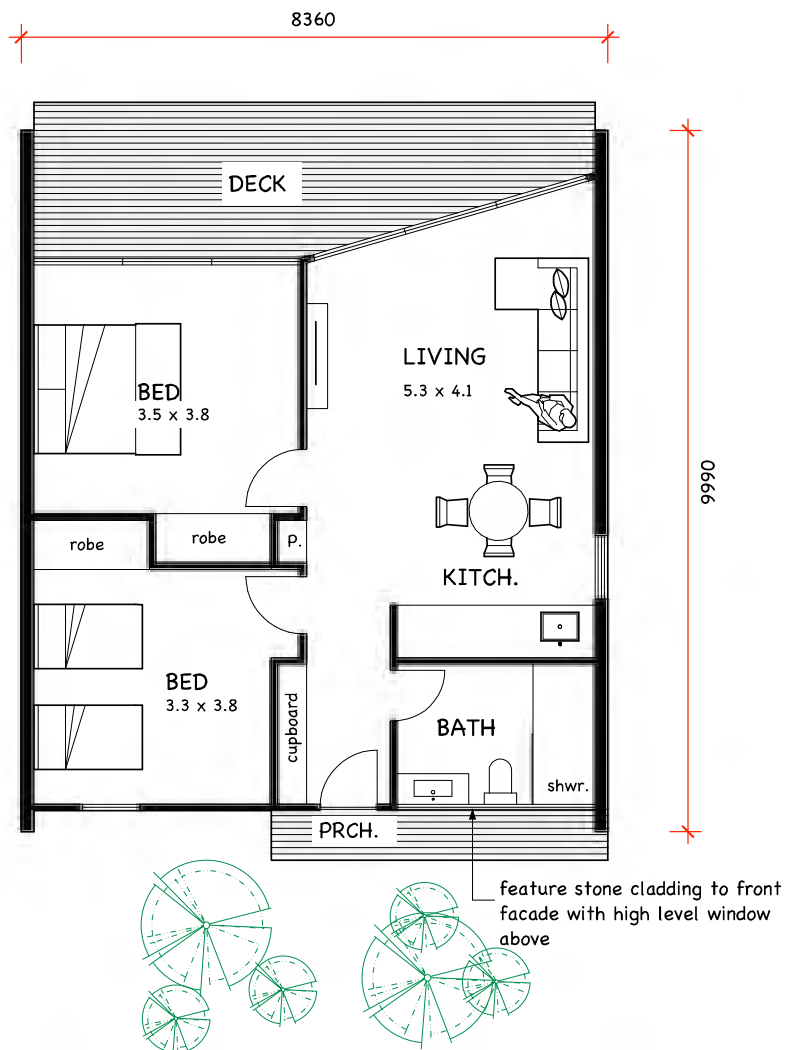 8360
DECK
LIVING
5.3 x 4.1
BED
3.5 x 3.8
9990
robe
robe
P.
KITCH.
BED
3.3 x 3.8
cupboard
BATH
shwr.
PRCH.
feature stone cladding to front
facade with high level window
above